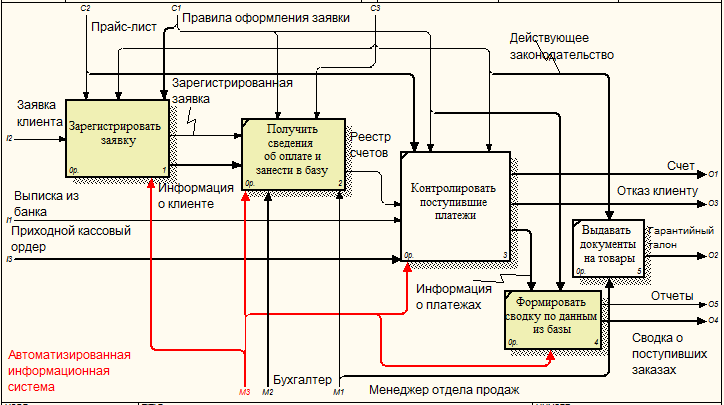 C2
C1
C3
Прайс-лист
Правила оформления заявки
Действующее
законодательство
Зарегистрированная
заявка
Заявка
клиента
I2
Зарегистрировать
заявку
0р.
1
Получить
сведения
об оплате и
занести в базу
0р.
2
Реестр
счетов
Контролировать
поступившие
платежи
0р.
3
Счет
O1
Отказ клиенту
O3
Информация
о клиенте
Выписка из
банка
I1
Приходной кассовый
ордер
I3
Выдавать
документы
на товары
0р.
5
Гарантийный
талон
O2
Информация
о платежах
Формировать
сводку по данным
из базы
0р.
4
Отчеты
O5
O4
Сводка о
поступивших
заказах
Автоматизированная
информационная
система
M3
M2
Бухгалтер
M1
Менеджер отдела продаж